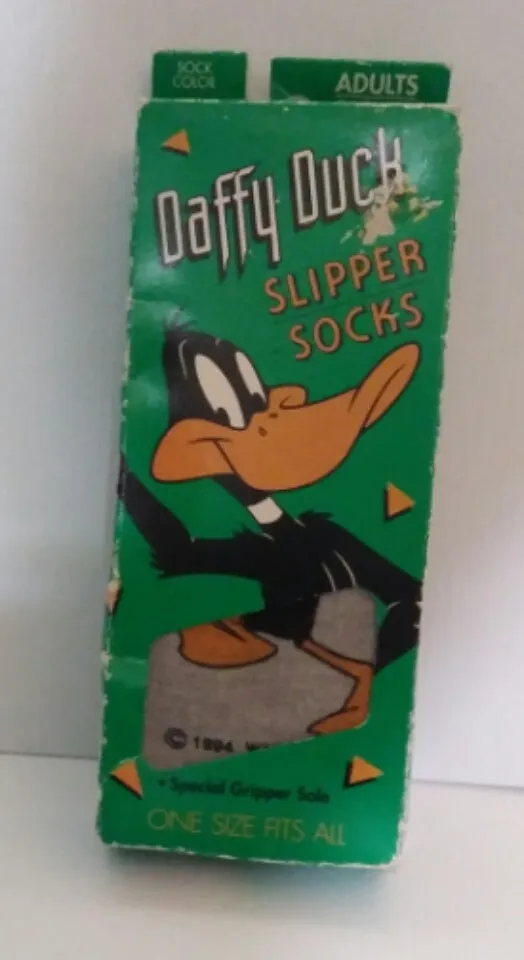 SOCK
COLOR
ADULTS
Daffy Duck
SLIPPER
SOCKS
© 1994
• Special Gripper Sole
ONE SIZE FITS ALL